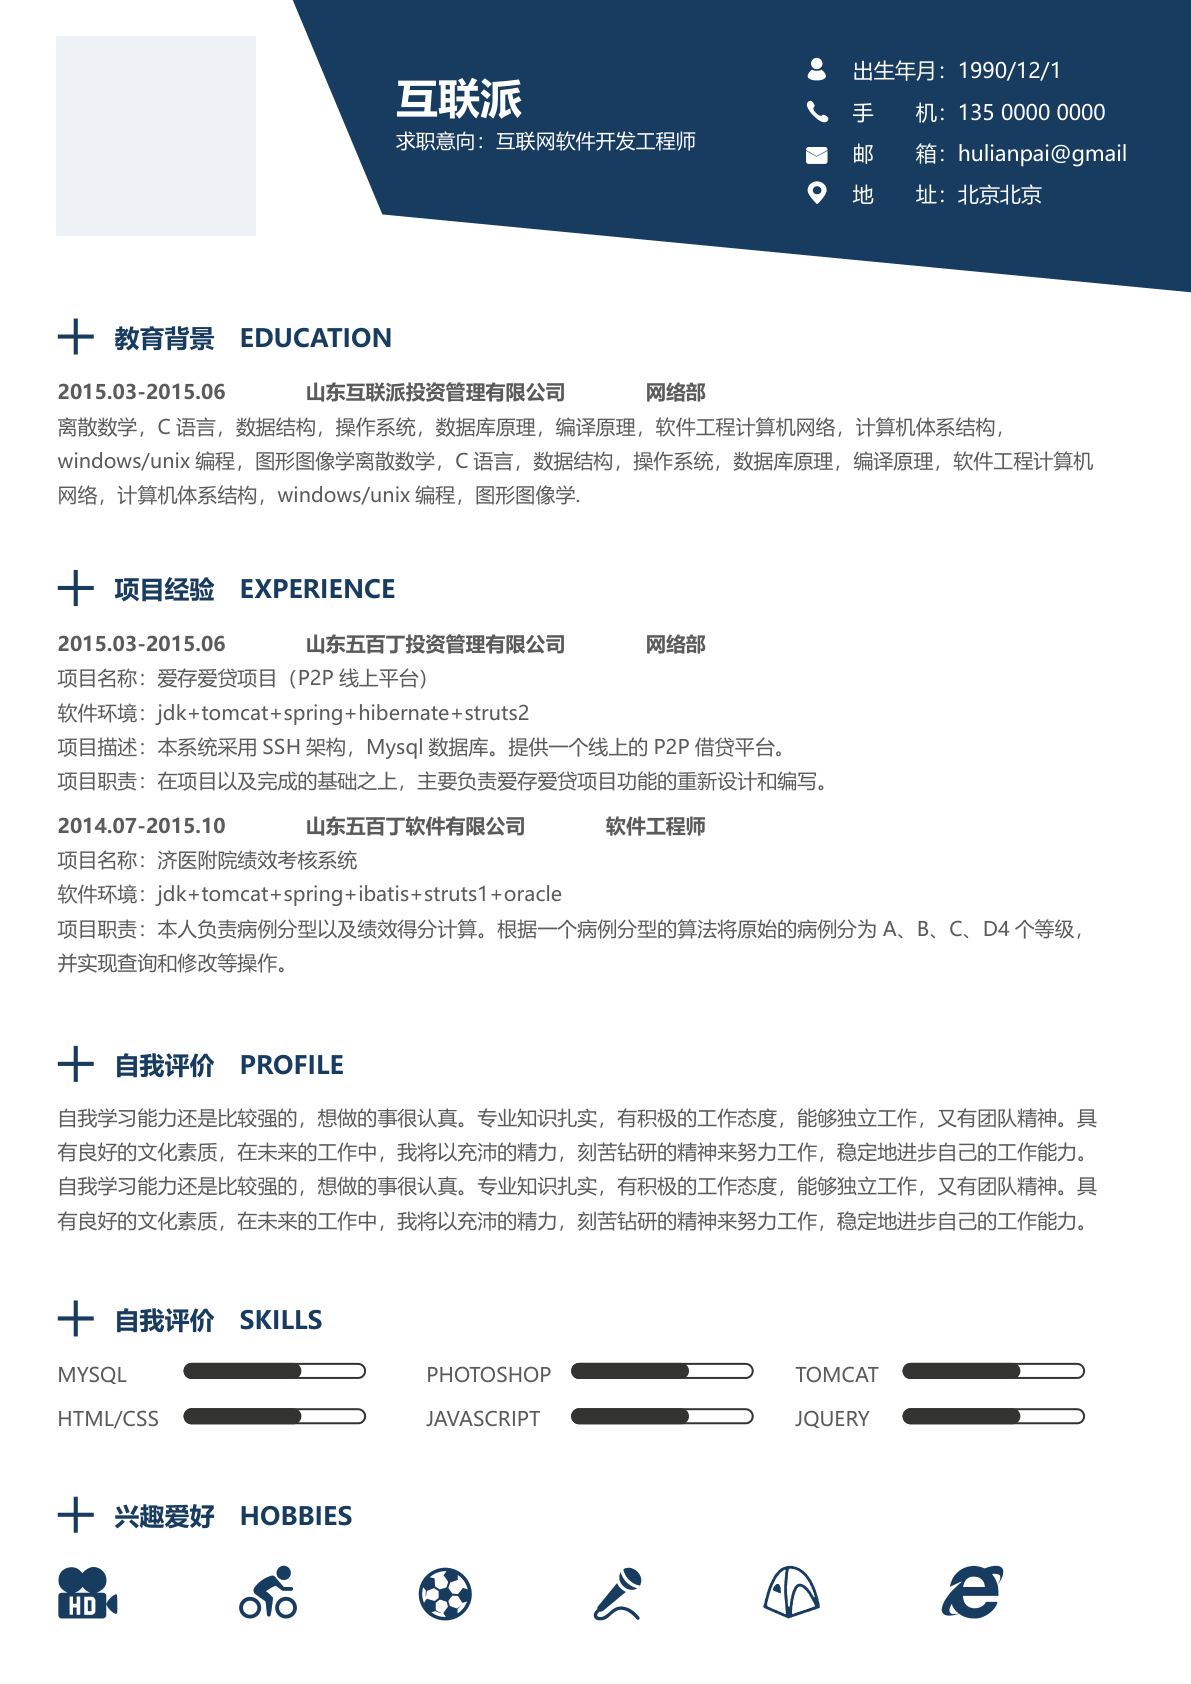 互联派
求职意向：互联网软件开发工程师
出生年月：1990/12/1
手　　机：135 0000 0000
邮　　箱：hulianpai@gmail
地　　址：北京北京
教育背景 EDUCATION
2015.03-2015.06 山东互联派投资管理有限公司 网络部
离散数学，C 语言，数据结构，操作系统，数据库原理，编译原理，软件工程计算机网络，计算机体系结构，
windows/unix 编程，图形图像学离散数学，C 语言，数据结构，操作系统，数据库原理，编译原理，软件工程计算机
网络，计算机体系结构，windows/unix 编程，图形图像学.
项目经验 EXPERIENCE
2015.03-2015.06 山东五百丁投资管理有限公司 网络部
项目名称：爱存爱贷项目（P2P 线上平台）
软件环境：jdk+tomcat+spring+hibernate+struts2
项目描述：本系统采用 SSH 架构，Mysql 数据库。提供一个线上的 P2P 借贷平台。
项目职责：在项目以及完成的基础之上，主要负责爱存爱贷项目功能的重新设计和编写。
2014.07-2015.10 山东五百丁软件有限公司 软件工程师
项目名称：济医附院绩效考核系统
软件环境：jdk+tomcat+spring+ibatis+struts1+oracle
项目职责：本人负责病例分型以及绩效得分计算。根据一个病例分型的算法将原始的病例分为 A、B、C、D4 个等级，
并实现查询和修改等操作。
自我评价 PROFILE
自我学习能力还是比较强的，想做的事很认真。专业知识扎实，有积极的工作态度，能够独立工作，又有团队精神。具
有良好的文化素质，在未来的工作中，我将以充沛的精力，刻苦钻研的精神来努力工作，稳定地进步自己的工作能力。
自我学习能力还是比较强的，想做的事很认真。专业知识扎实，有积极的工作态度，能够独立工作，又有团队精神。具
有良好的文化素质，在未来的工作中，我将以充沛的精力，刻苦钻研的精神来努力工作，稳定地进步自己的工作能力。
自我评价 SKILLS
MYSQL PHOTOSHOP TOMCAT
HTML/CSS JAVASCRIPT JQUERY
兴趣爱好 HOBBIES
HD